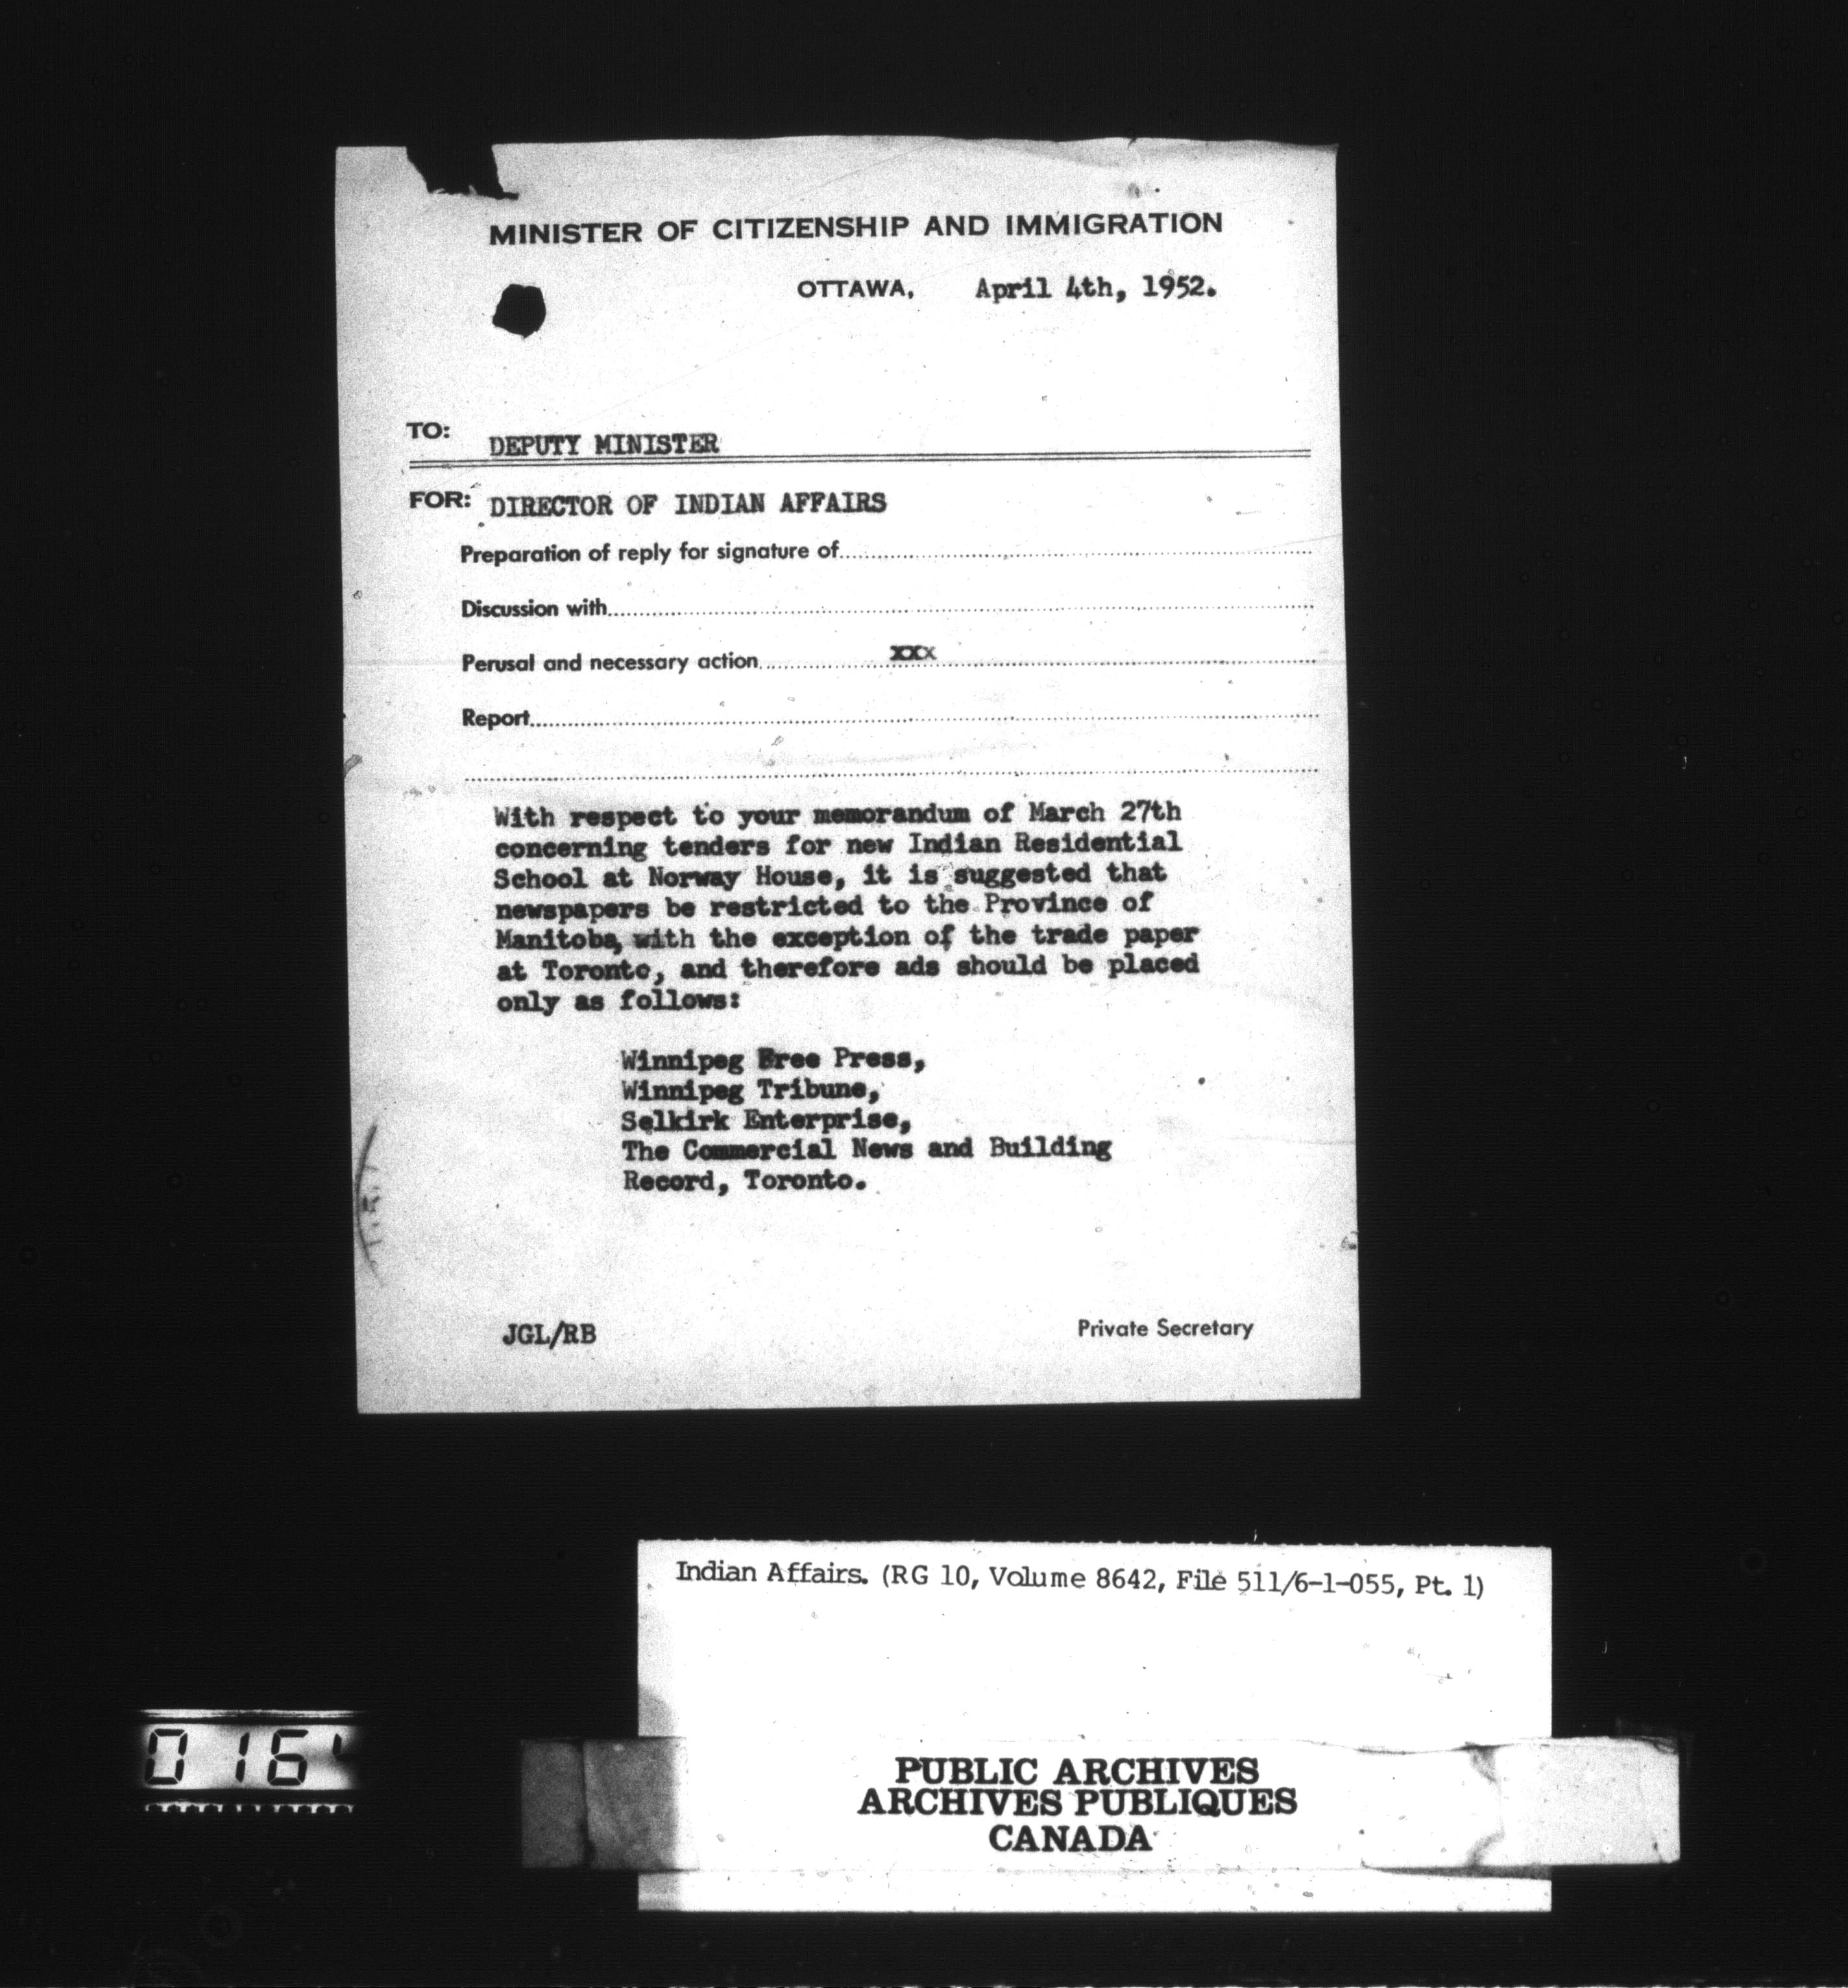 MINISTER OF CITIZENSHIP AND IMMIGRATION
OTTAWA, April 4th, 1952.
TO: DEPUTY MINISTER
FOR: DIRECTOR OF INDIAN AFFAIRS
Preparation of reply for signature of
Discussion with
Perusal and necessary action xxx
Report
With respect to your memorandum of March 27th
concerning tenders for new Indian Residential
School at Norway House, it is suggested that
newspapers be restricted to the Province of
Manitoba, with the exception of the trade paper
at Toronto, and therefore ads should be placed
only as follows:
Winnipeg Free Press,
Winnipeg Tribune,
Selkirk Enterprise,
The Commercial News and Building
Record, Toronto.
JGL/RB Private Secretary
Indian Affairs. (RG 10, Volume 8642, File 511/6-1-055, Pt. 1)
016
PUBLIC ARCHIVES
ARCHIVES PUBLIQUES
CANADA